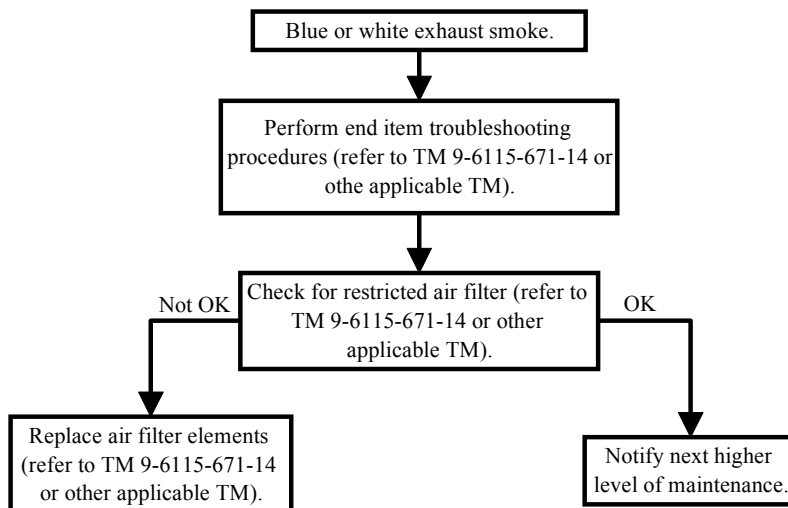 Blue or white exhaust smoke.
Perform end item troubleshooting
procedures (refer to TM 9-6115-671-14 or
othe applicable TM).
Check for restricted air filter (refer to
TM 9-6115-671-14 or other
applicable TM).
Not OK
OK
Replace air filter elements
(refer to TM 9-6115-671-14
or other applicable TM).
Notify next higher
level of maintenance.